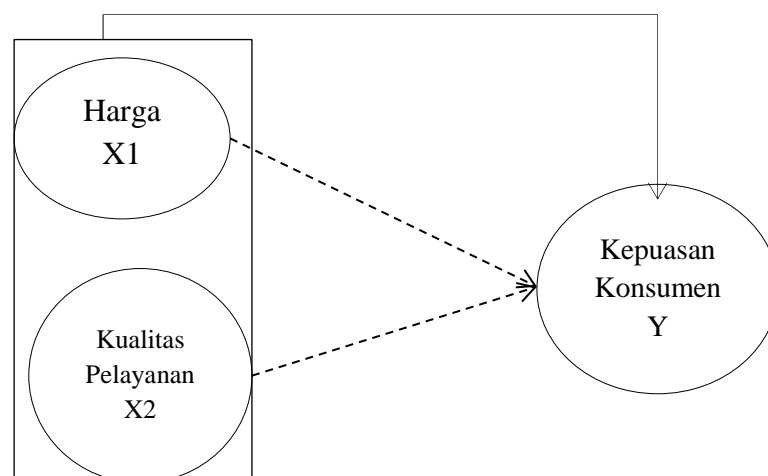 Harga
X1
Kualitas
Pelayanan
X2
Kepuasan
Konsumen
Y